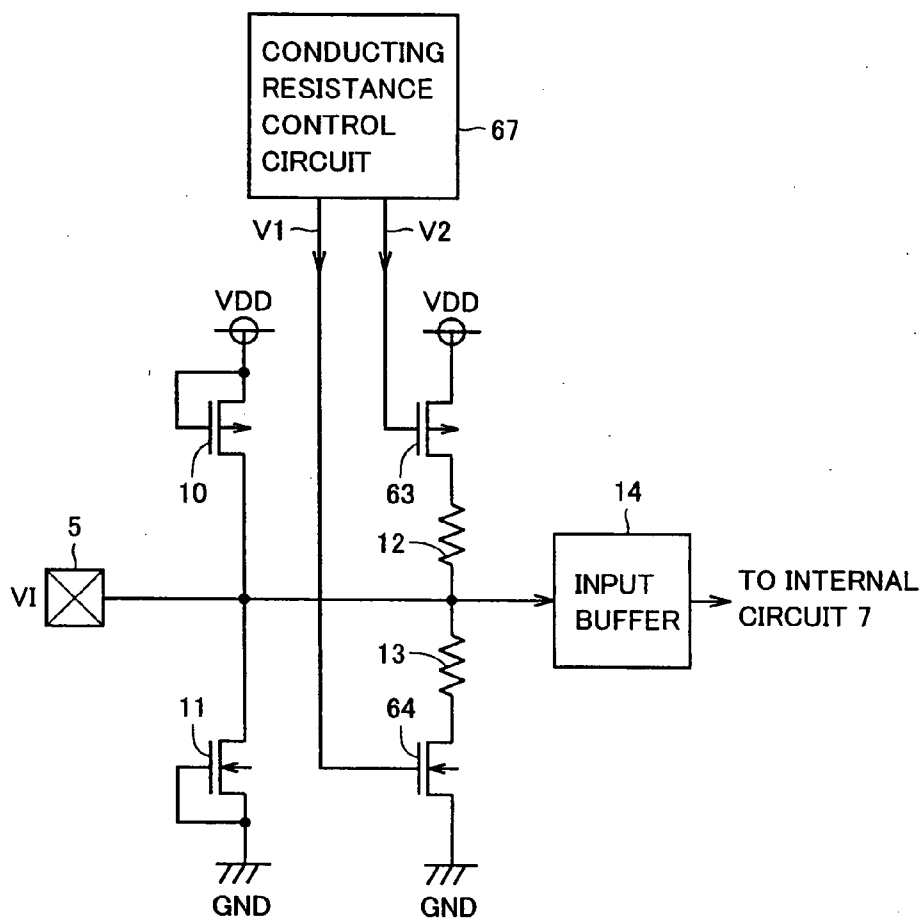 CONDUCTING
RESISTANCE
CONTROL
CIRCUIT
67
V1
V2
VDD
VDD
10
63
5
12
14
VI
INPUT
BUFFER
TO INTERNAL
CIRCUIT 7
13
11
64
GND
GND